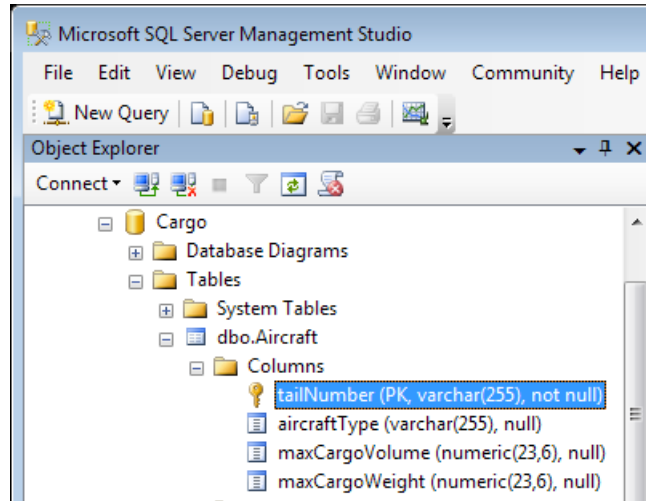 Microsoft SQL Server Management Studio
File Edit View Debug Tools Window Community Help
New Query
Object Explorer
Connect
Cargo
Database Diagrams
Tables
System Tables
dbo.Aircraft
Columns
tailNumber (PK, varchar(255), not null)
aircraftType (varchar(255), null)
maxCargoVolume (numeric(23,6), null)
maxCargoWeight (numeric(23,6), null)